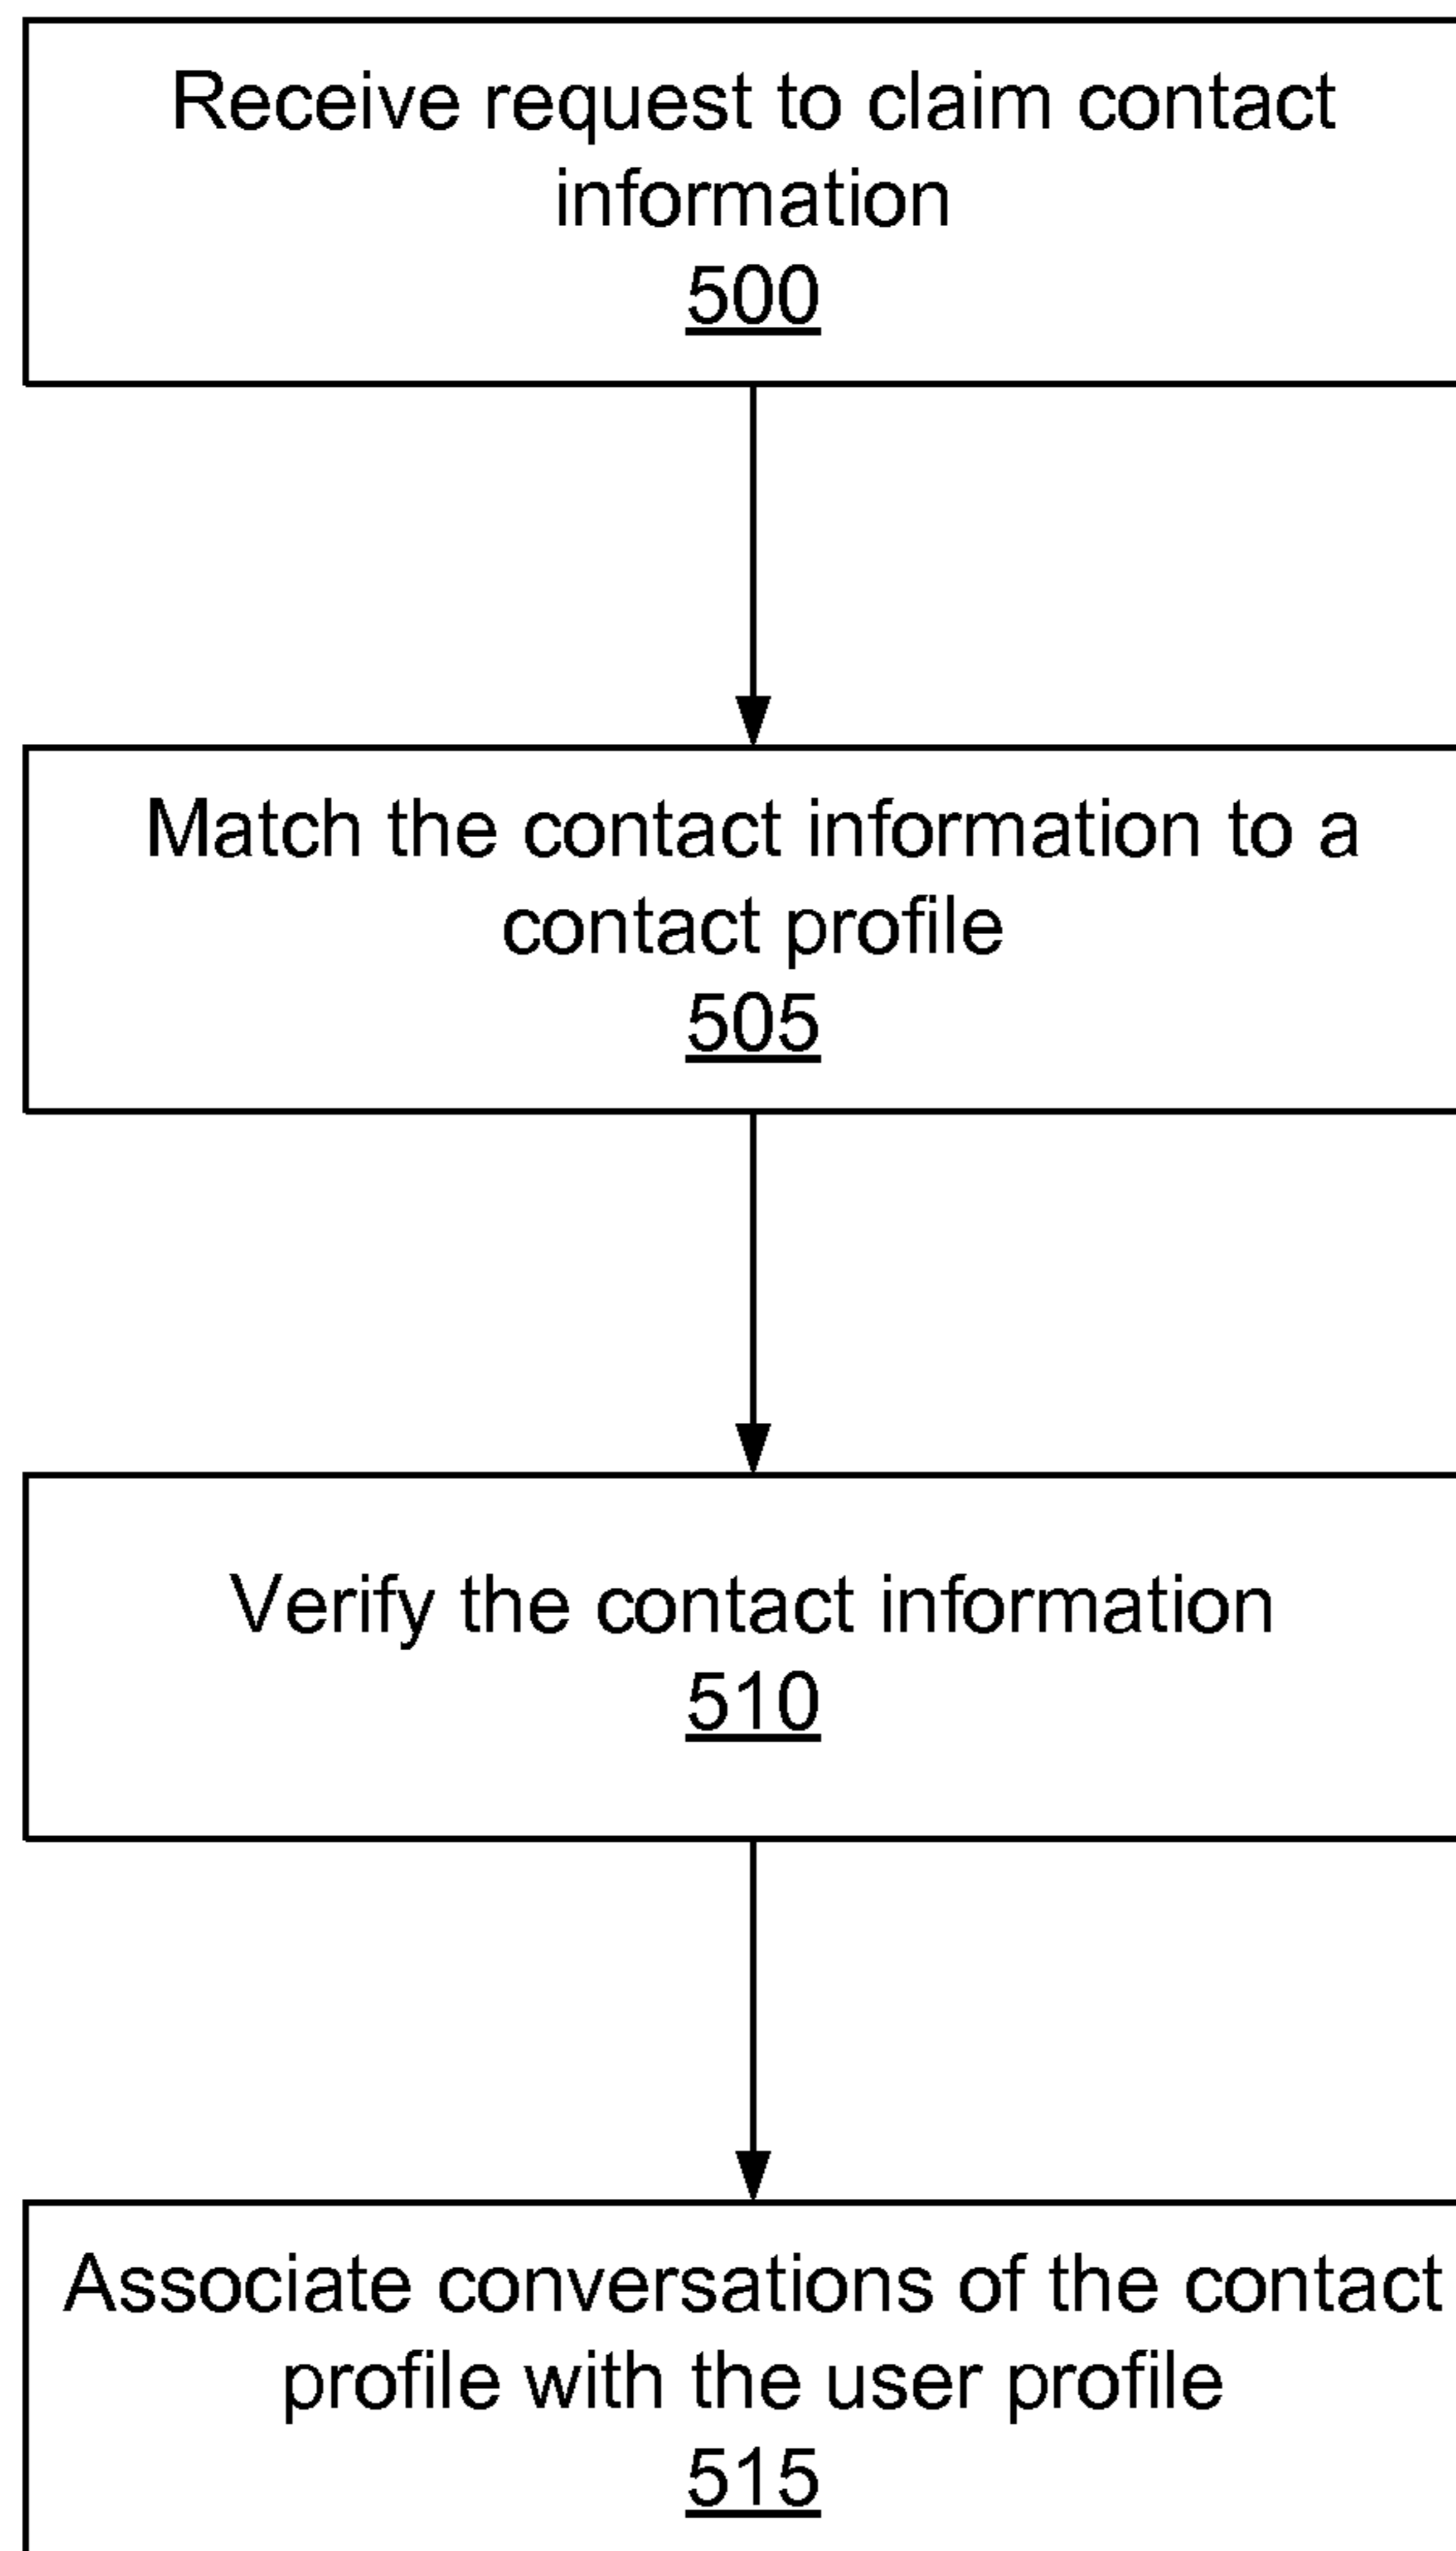 Receive request to claim contact
information
500
Match the contact information to a
contact profile
505
Verify the contact information
510
Associate conversations of the contact
profile with the user profile
515